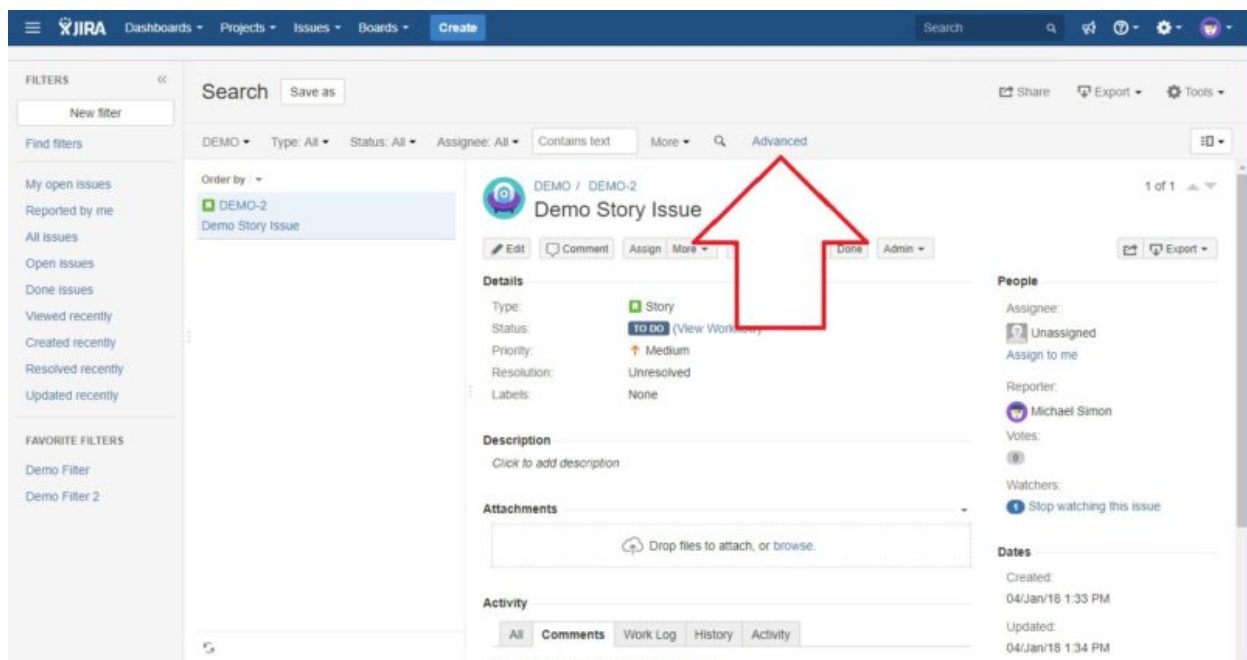 JIRA Dashboards Projects Issues Boards Create Search
FILTERS
New filter
Find filters
My open issues
Reported by me
All issues
Open issues
Done issues
Viewed recently
Created recently
Resolved recently
Updated recently
FAVORITE FILTERS
Demo Filter
Demo Filter 2
Search Save as Share Export Tools
DEMO Type: All Status: All Assignee: All Contains text More Advanced
Order by
DEMO-2
Demo Story Issue
DEMO / DEMO-2 1 of 1
Demo Story Issue
Edit Comment Assign More Done Admin Export
Details
Type: Story
Status: TO DO (View
Priority: Medium
Resolution: Unresolved
Labels: None
Description
Click to add description
Attachments
Drop files to attach, or browse.
Activity
All Comments Work Log History Activity
People
Assignee:
Unassigned
Assign to me
Reporter:
Michael Simon
Votes:
0
Watchers:
1 Stop watching this issue
Dates
Created:
04/Jan/18 1:33 PM
Updated:
04/Jan/18 1:34 PM